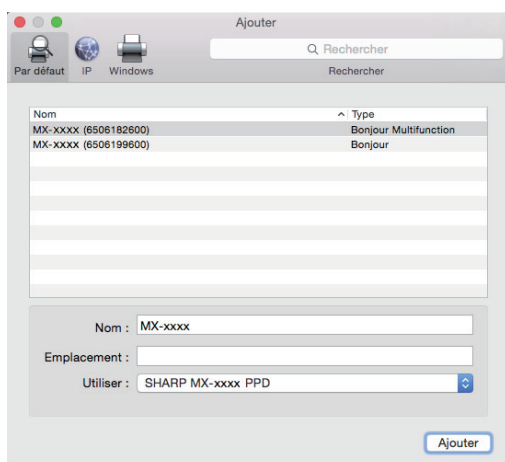 Ajouter
Rechercher
Par défaut IP Windows Rechercher
Nom Type
MX-xxxx (6506182600) Bonjour Multifunction
MX-xxxx (6506199600) Bonjour
Nom : MX-xxxx
Emplacement :
Utiliser : SHARP MX-xxxx PPD
Ajouter